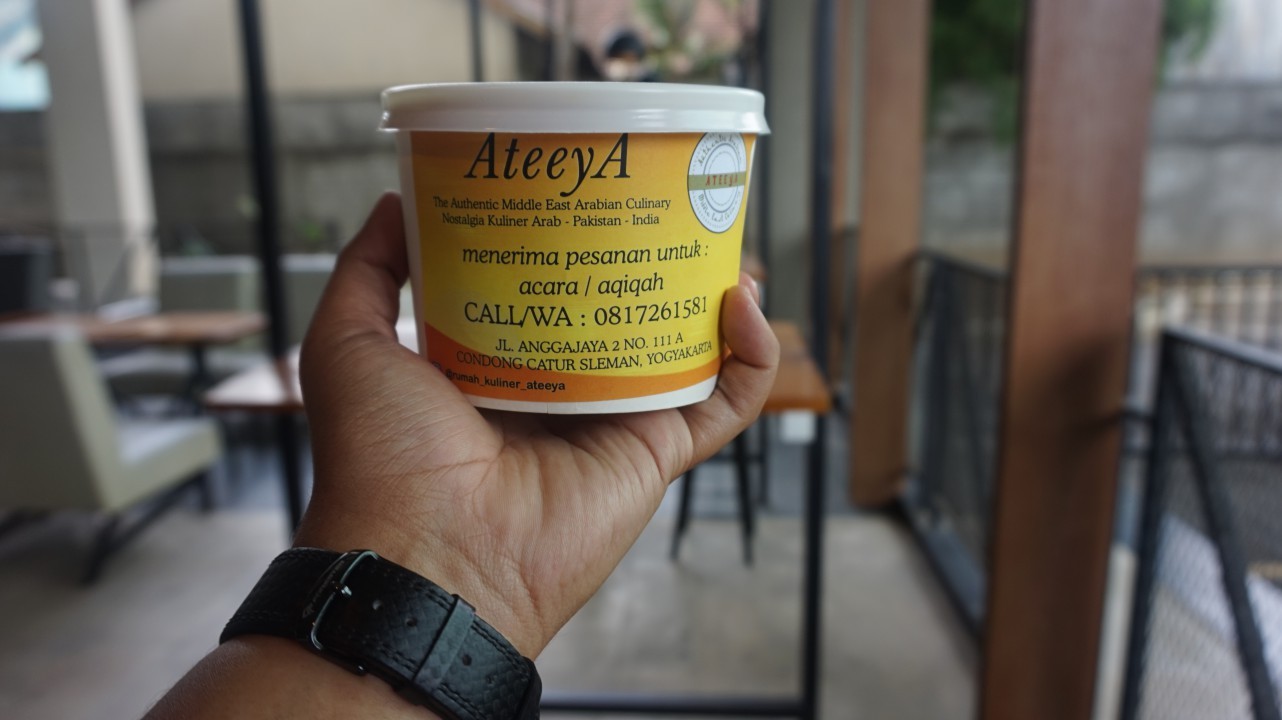 AteeyA
ATEEYA
The Authentic Middle East Arabian Culinary
Nostalgia Kuliner Arab - Pakistan - India
menerima pesanan untuk :
acara / aqiqah
CALL/WA : 0817261581
JL. ANGGAJAYA 2 NO. 111 A
CONDONG CATUR SLEMAN, YOGYAKARTA
@rumah_kuliner_ateeya